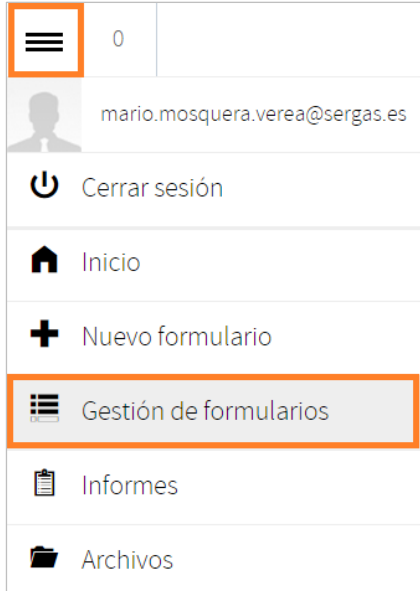 0
mario.mosquera.verea@sergas.es
Cerrar sesión
Inicio
Nuevo formulario
Gestión de formularios
Informes
Archivos